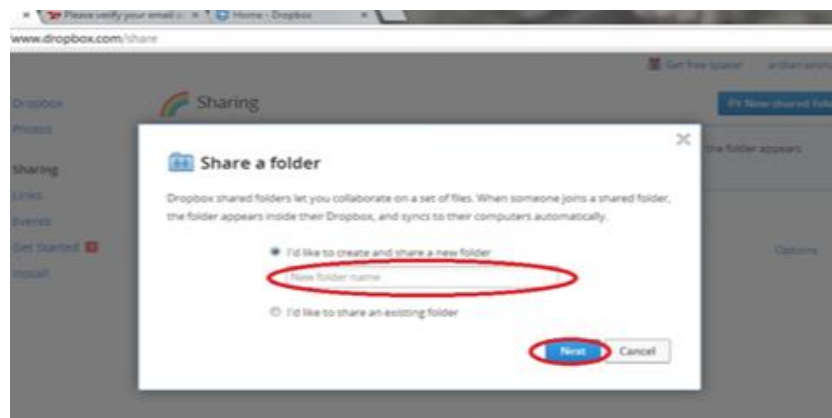 Please verify your email
Home - Dropbox
www.dropbox.com/share
Get free space!
Dropbox
Sharing
New shared
Photos
the folder appears
Share a folder
Sharing
Dropbox shared folders let you collaborate on a set of files. When someone joins a shared folder,
Links
the folder appears inside their Dropbox, and syncs to their computers automatically.
Events
Get Started
I'd like to create and share a new folder
Options
Install
New folder name
I'd like to share an existing folder
Next
Cancel